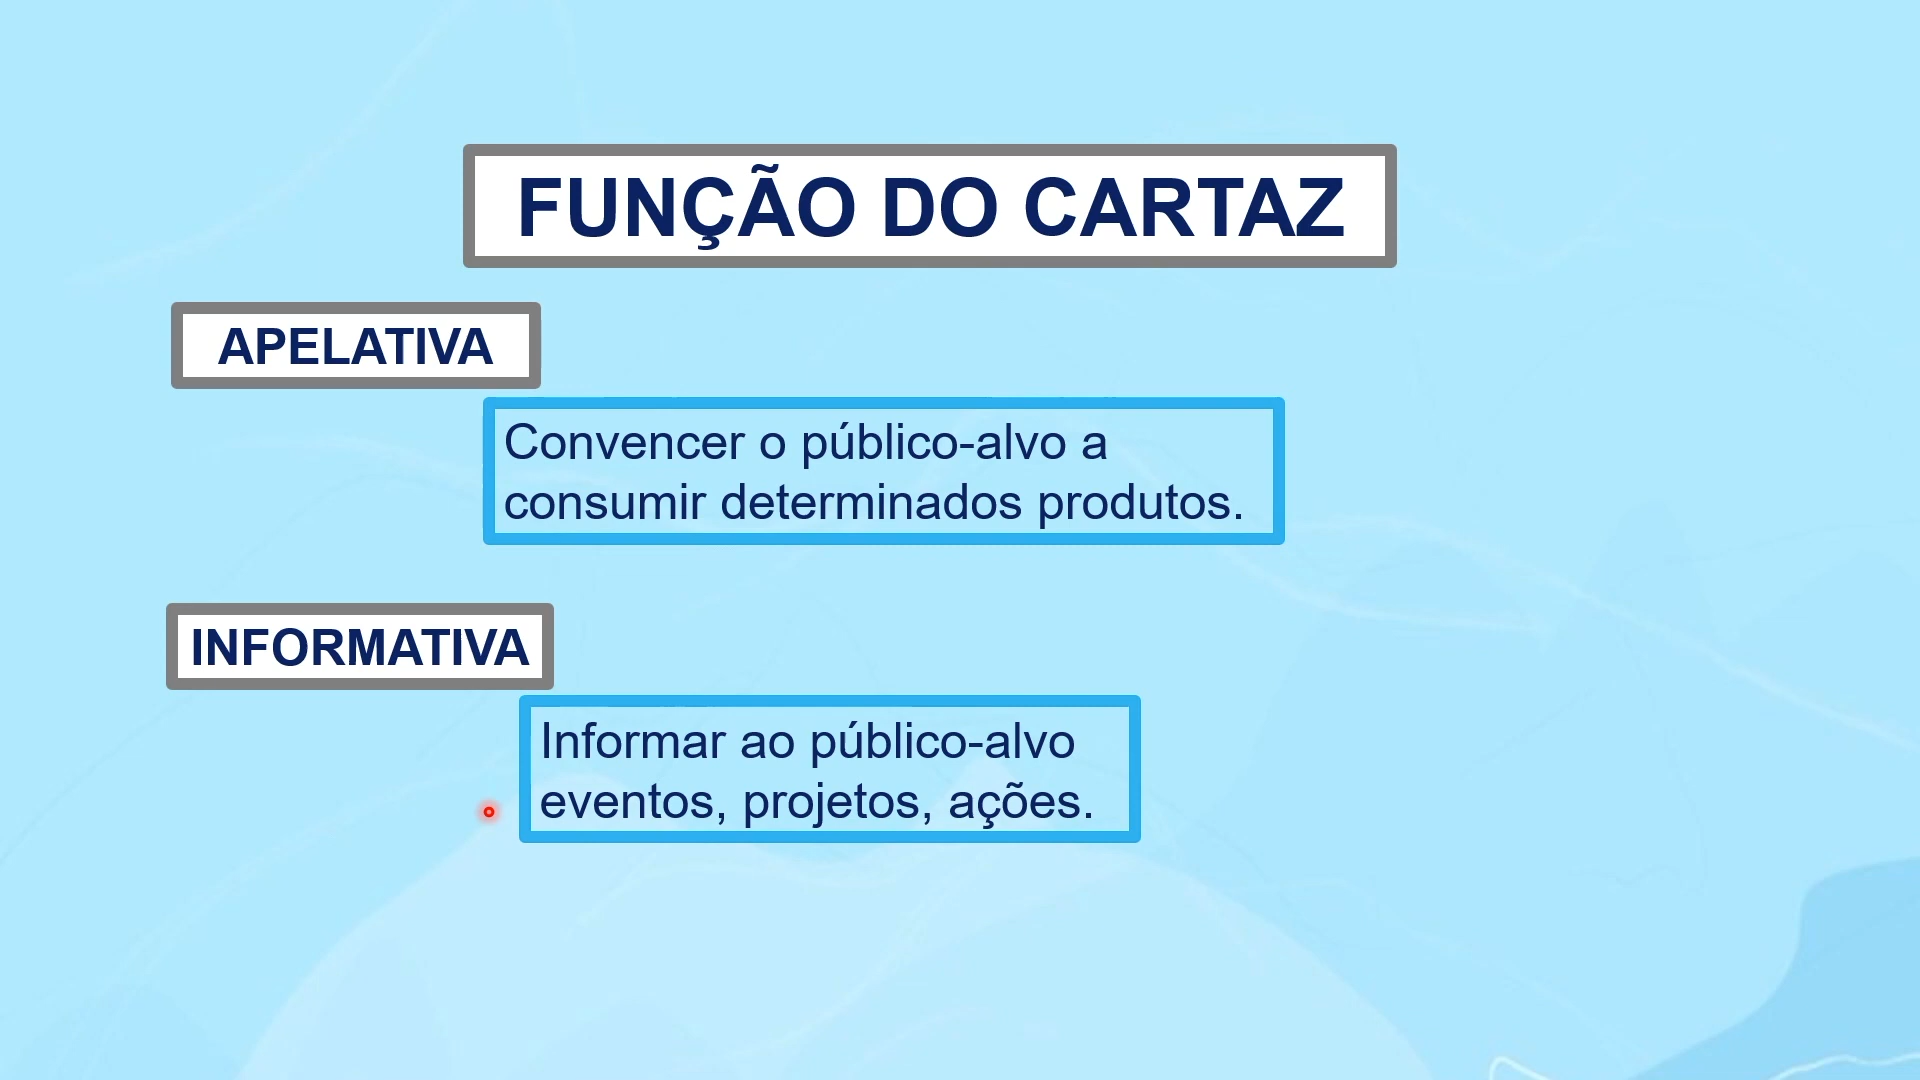 FUNÇÃO DO CARTAZ
APELATIVA
Convencer o público-alvo a
consumir determinados produtos.
INFORMATIVA
Informar ao público-alvo
eventos, projetos, ações.